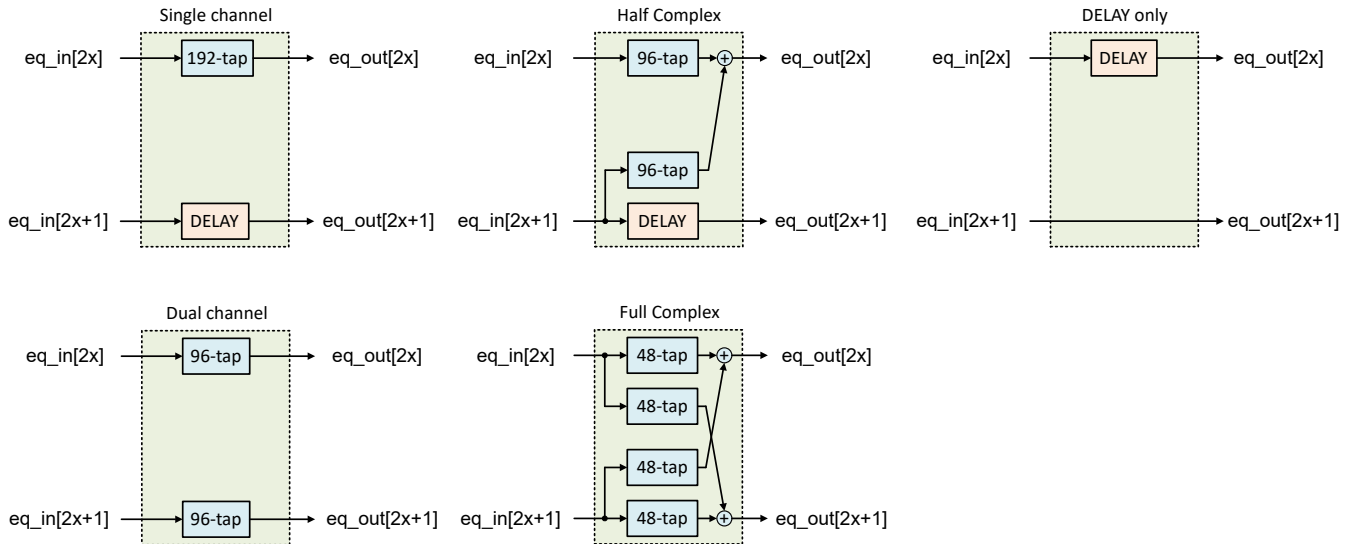 Single channel
eq_in[2x]
192-tap
eq_out[2x]
eq_in[2x+1]
DELAY
eq_out[2x+1]
Half Complex
eq_in[2x]
96-tap
+
eq_out[2x]
96-tap
eq_in[2x+1]
DELAY
eq_out[2x+1]
DELAY only
eq_in[2x]
DELAY
eq_out[2x]
eq_in[2x+1]
eq_out[2x+1]
Dual channel
eq_in[2x]
96-tap
eq_out[2x]
eq_in[2x+1]
96-tap
eq_out[2x+1]
Full Complex
eq_in[2x]
48-tap
+
eq_out[2x]
48-tap
48-tap
eq_in[2x+1]
48-tap
+
eq_out[2x+1]